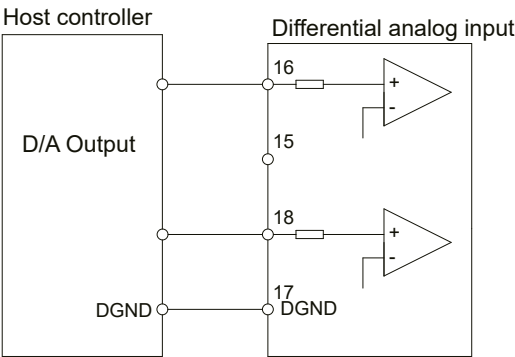 Host controller
Differential analog input
16
+
-
D/A Output
15
18
+
-
17
DGND
DGND